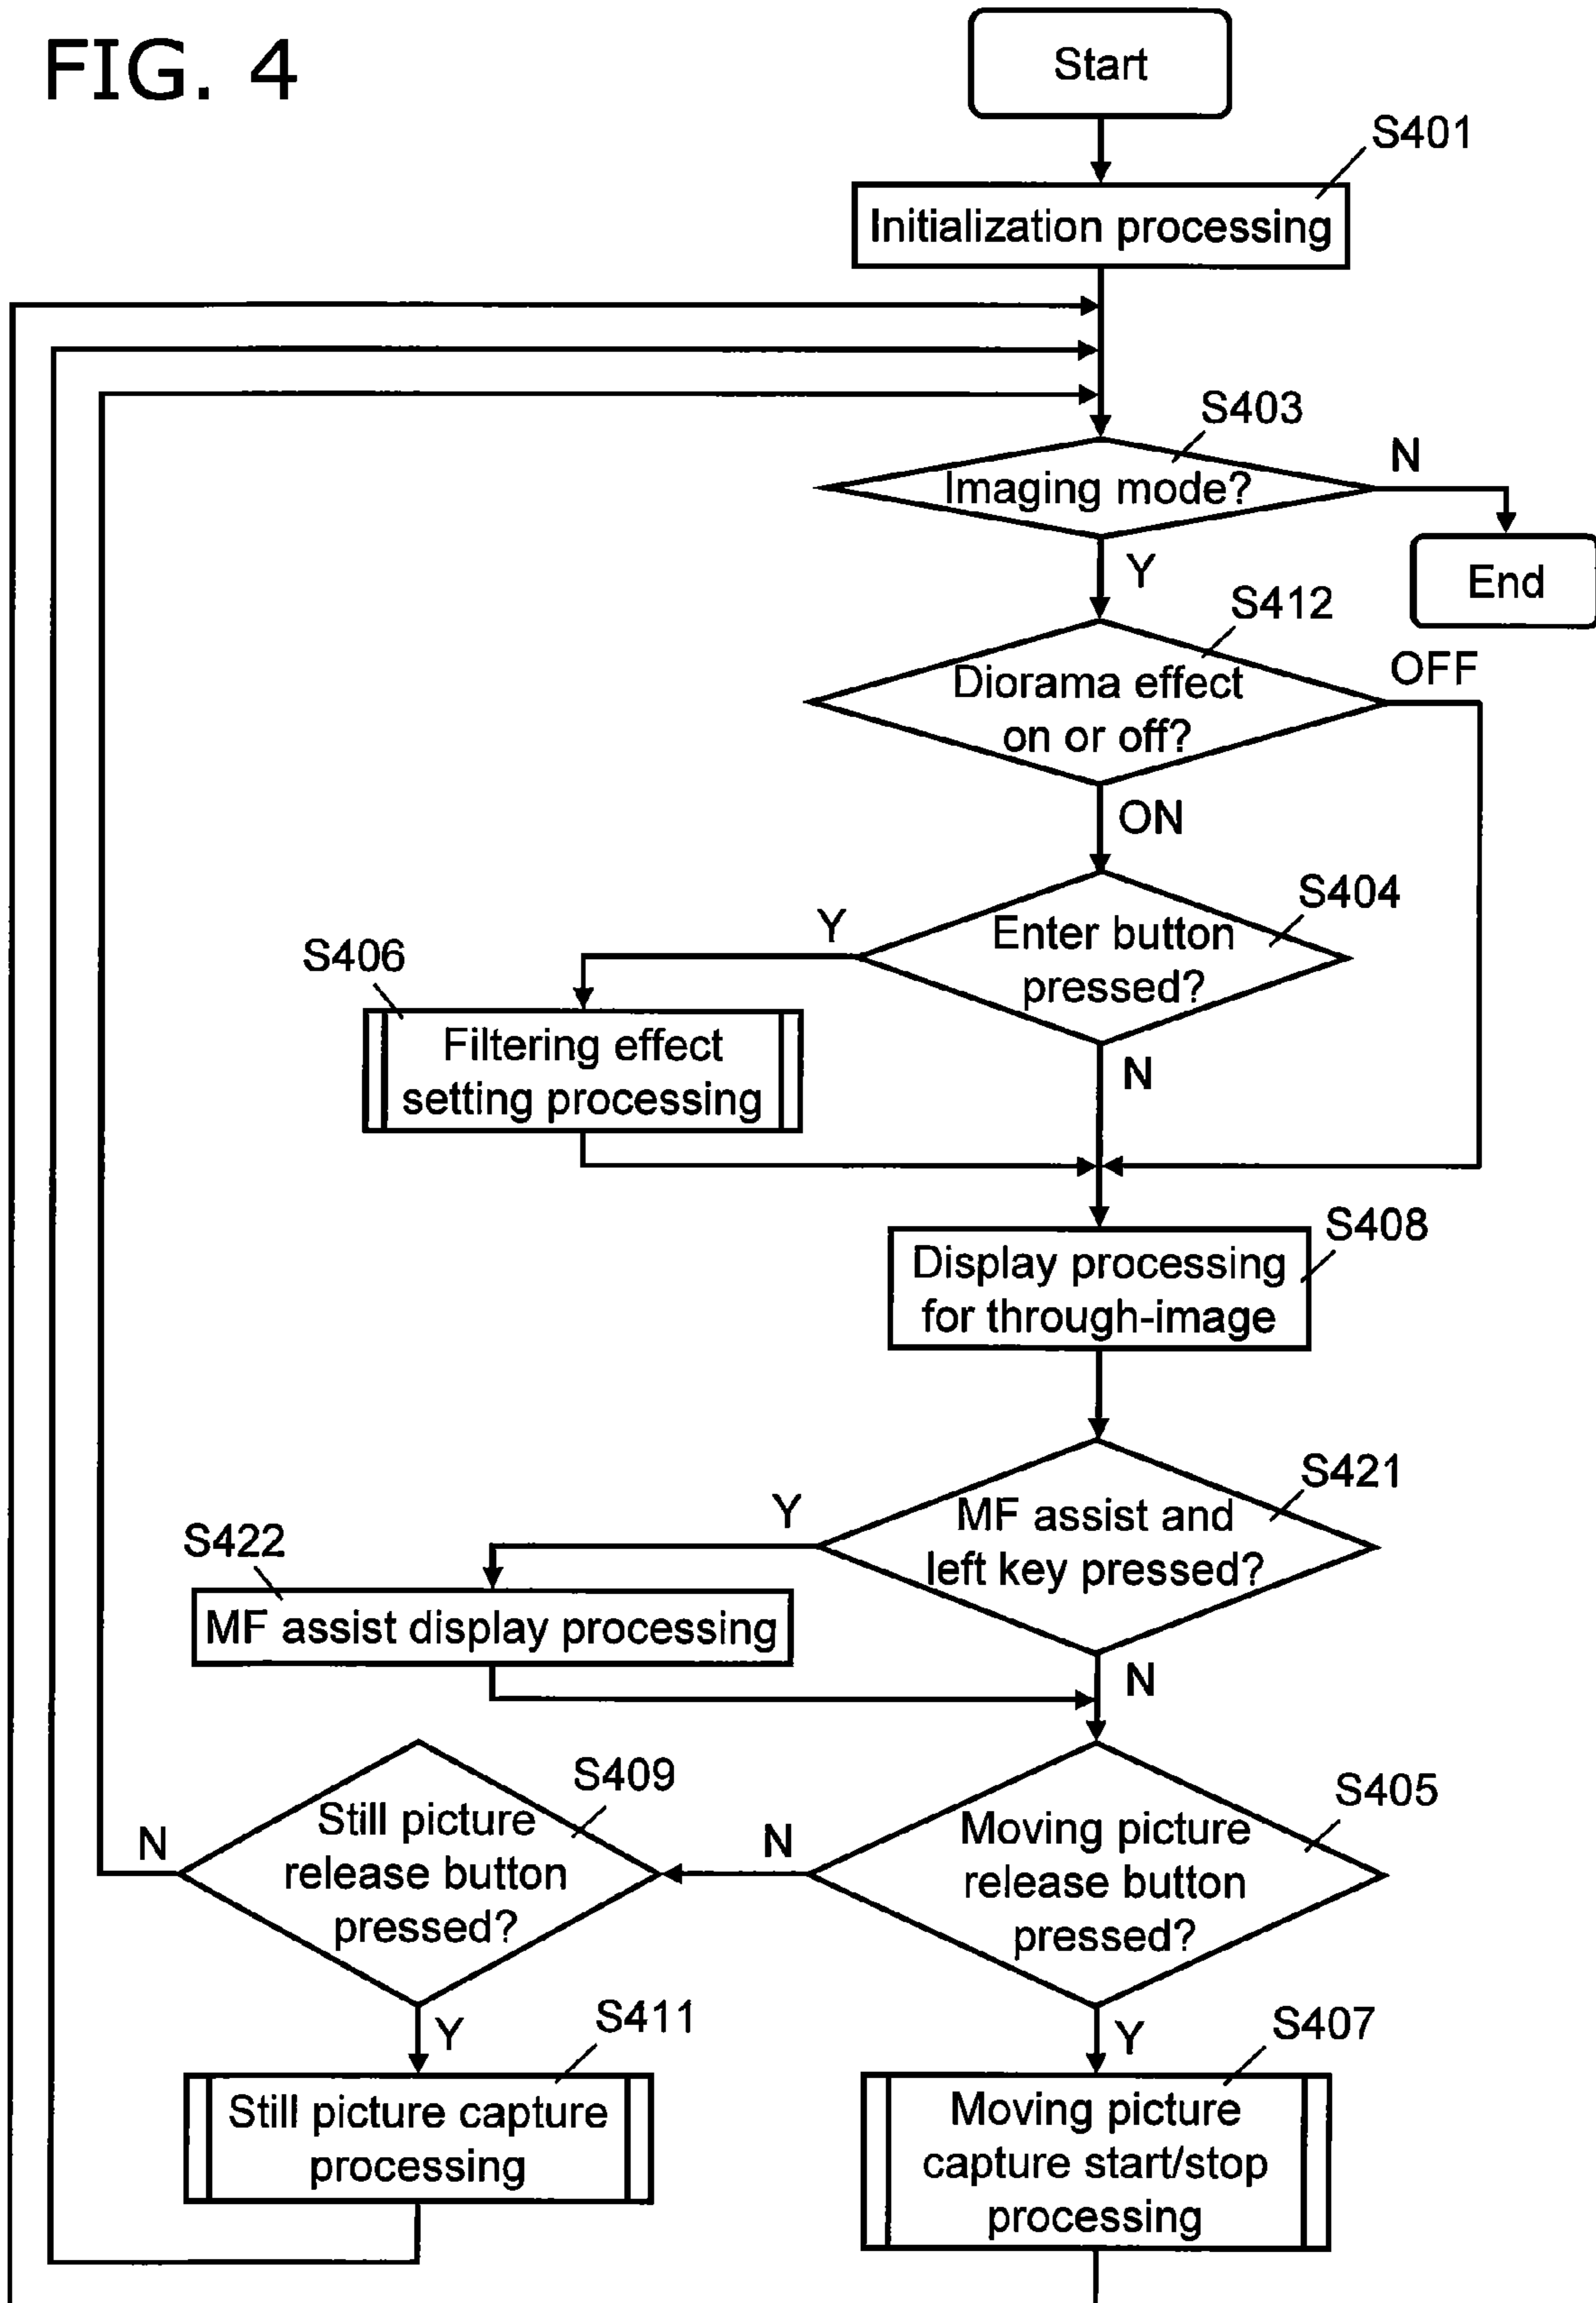 FIG. 4
Start
S401
Initialization processing
S403
Imaging mode?
N
Y
End
S412
Diorama effect
on or off?
OFF
ON
S404
Enter button
pressed?
Y
N
S406
Filtering effect
setting processing
S408
Display processing
for through-image
S421
MF assist and
left key pressed?
Y
N
S422
MF assist display processing
S405
Moving picture
release button
pressed?
N
Y
S409
Still picture
release button
pressed?
N
Y
S411
Still picture capture
processing
S407
Moving picture
capture start/stop
processing